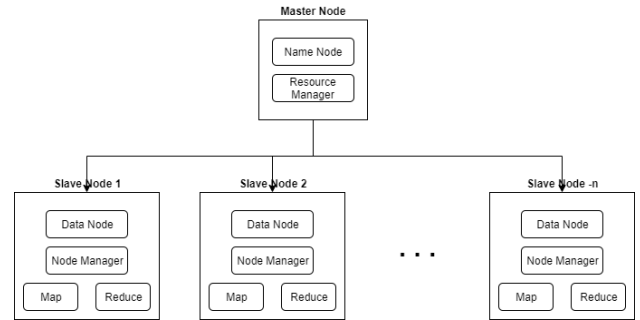 Master Node
Name Node
Resource
Manager
Slave Node 1
Data Node
Node Manager
Map
Reduce
Slave Node 2
Data Node
Node Manager
Map
Reduce
. . .
Slave Node -n
Data Node
Node Manager
Map
Reduce